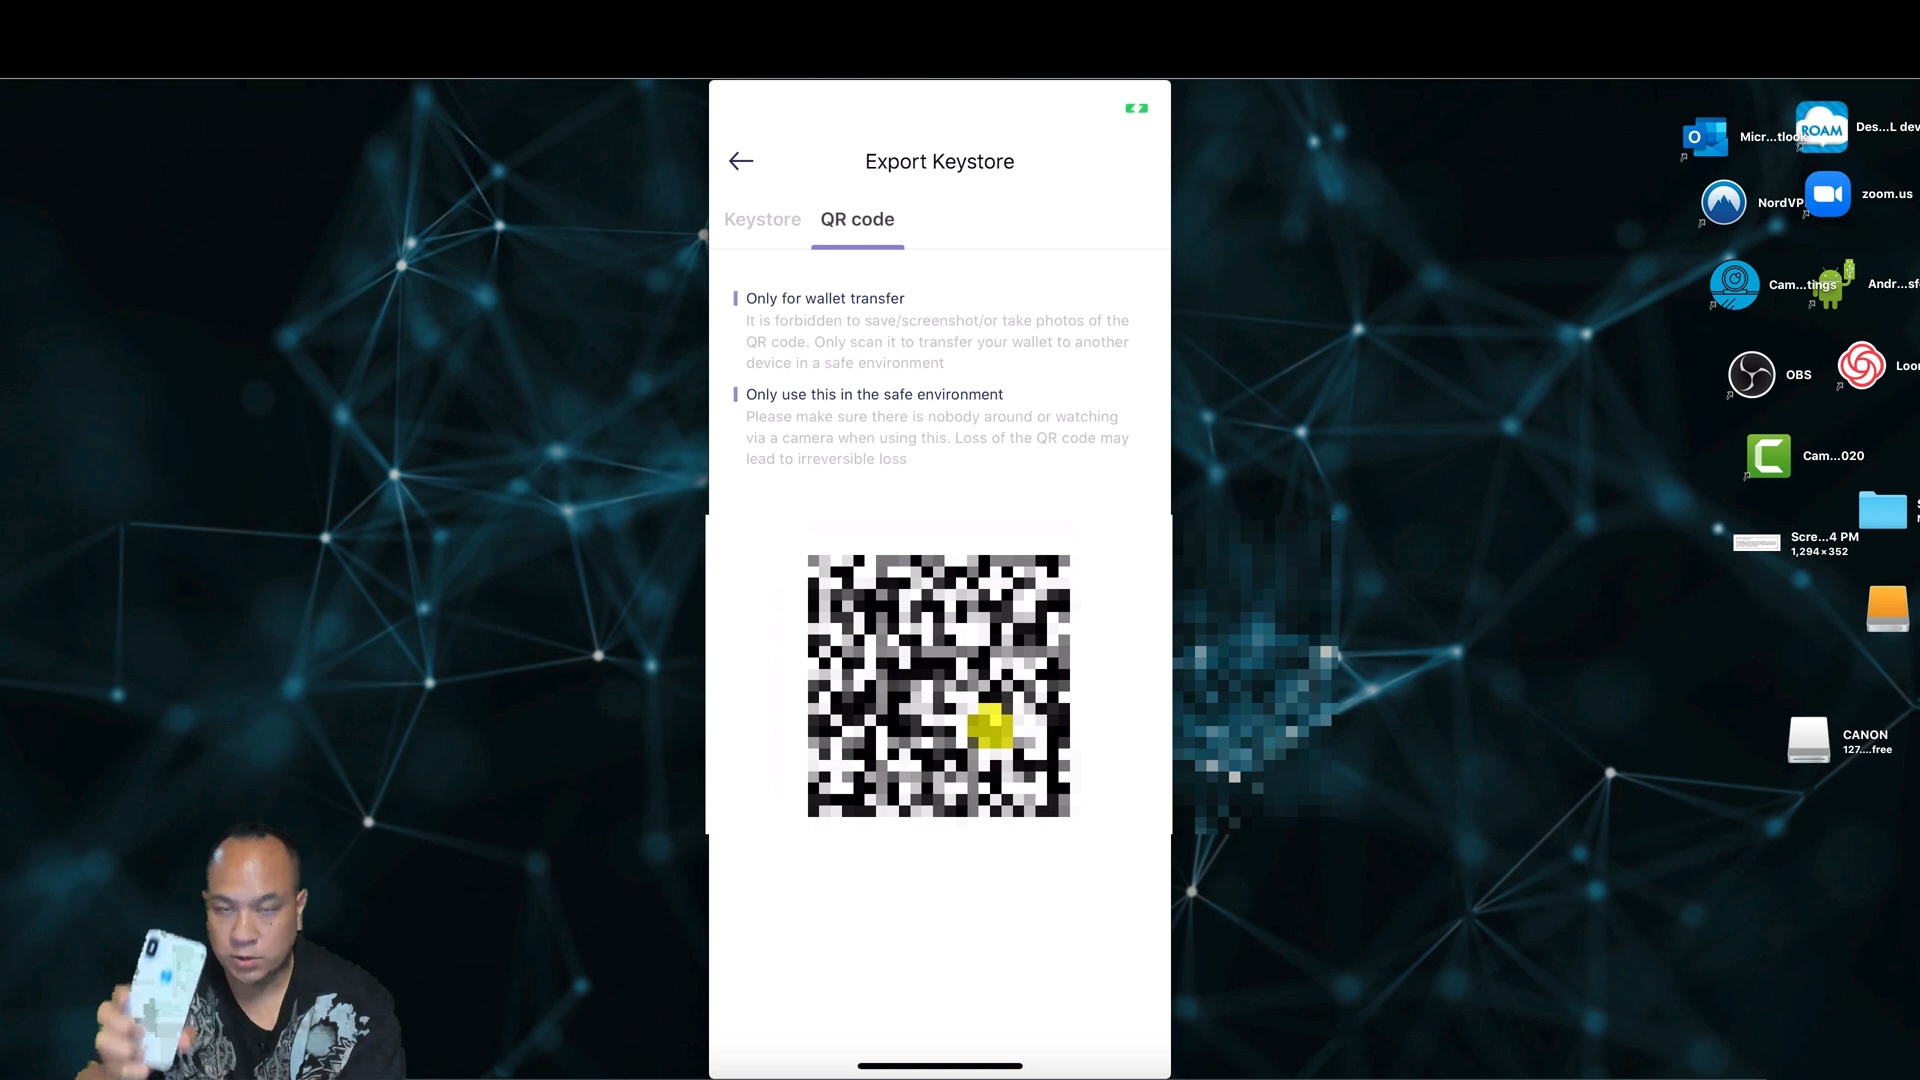 Export Keystore
Keystore
QR code
Only for wallet transfer
It is forbidden to save/screenshot/or take photos of the
QR code. Only scan it to transfer your wallet to another
device in a safe environment
Only use this in the safe environment
Please make sure there is nobody around or watching
via a camera when using this. Loss of the QR code may
lead to irreversible loss
Micr...tlook
ROAM
Des...L dev
NordVP
zoom.us
Cam...tings
Andr...sf
OBS
Loo
Cam...020
Scre...4 PM
1,294×352
CANON
127....free